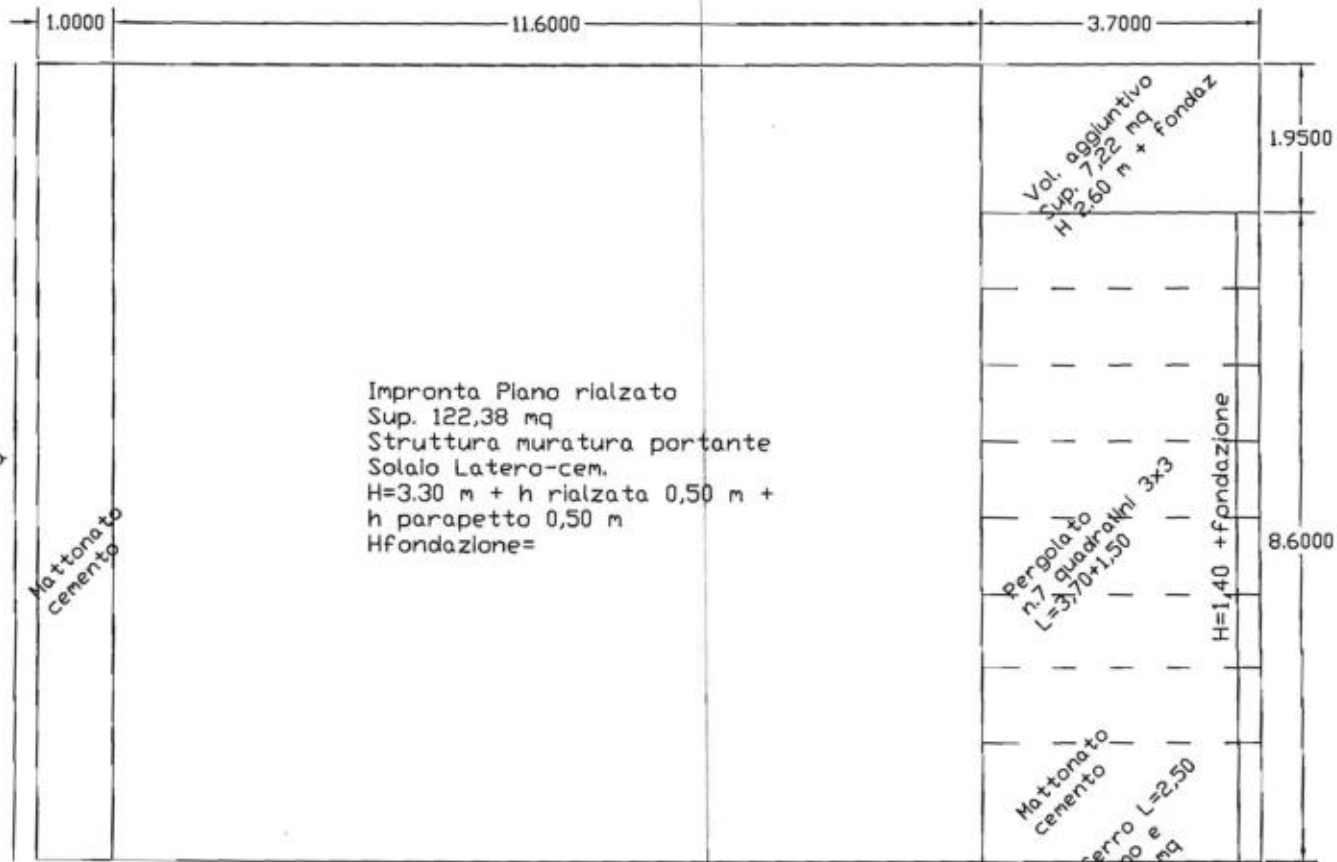 1.0000
11.6000
3.7000
1.9500
Vol. aggiuntivo
Sup. 7,22 mq
H 2.60 m + fondaz
Impronta Piano rialzato
Sup. 122,38 mq
Struttura muratura portante
Solaio Latero-cem.
H=3.30 m + h rialzata 0,50 m +
h parapetto 0,50 m
Hfondazione=
Mattonato
cemento
Pergolato
n.7 quadratini 3x3
L=3,70+1,50
H=1,40 +fondazione
8.6000
Mattonato
cemento
L=2,50
e
mq